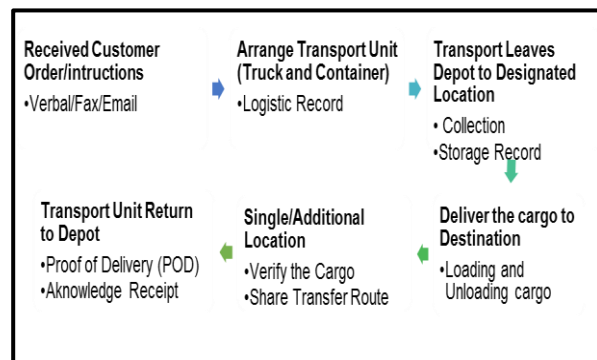 Received Customer
Order/intructions
•Verbal/Fax/Email
Arrange Transport Unit
(Truck and Container)
•Logistic Record
Transport Leaves
Depot to Designated
Location
• Collection
•Storage Record
Deliver the cargo to
Destination
•Loading and
Unloading cargo
Single/Additional
Location
•Verify the Cargo
•Share Transfer Route
Transport Unit Return
to Depot
•Proof of Delivery (POD)
•Aknowledge Receipt